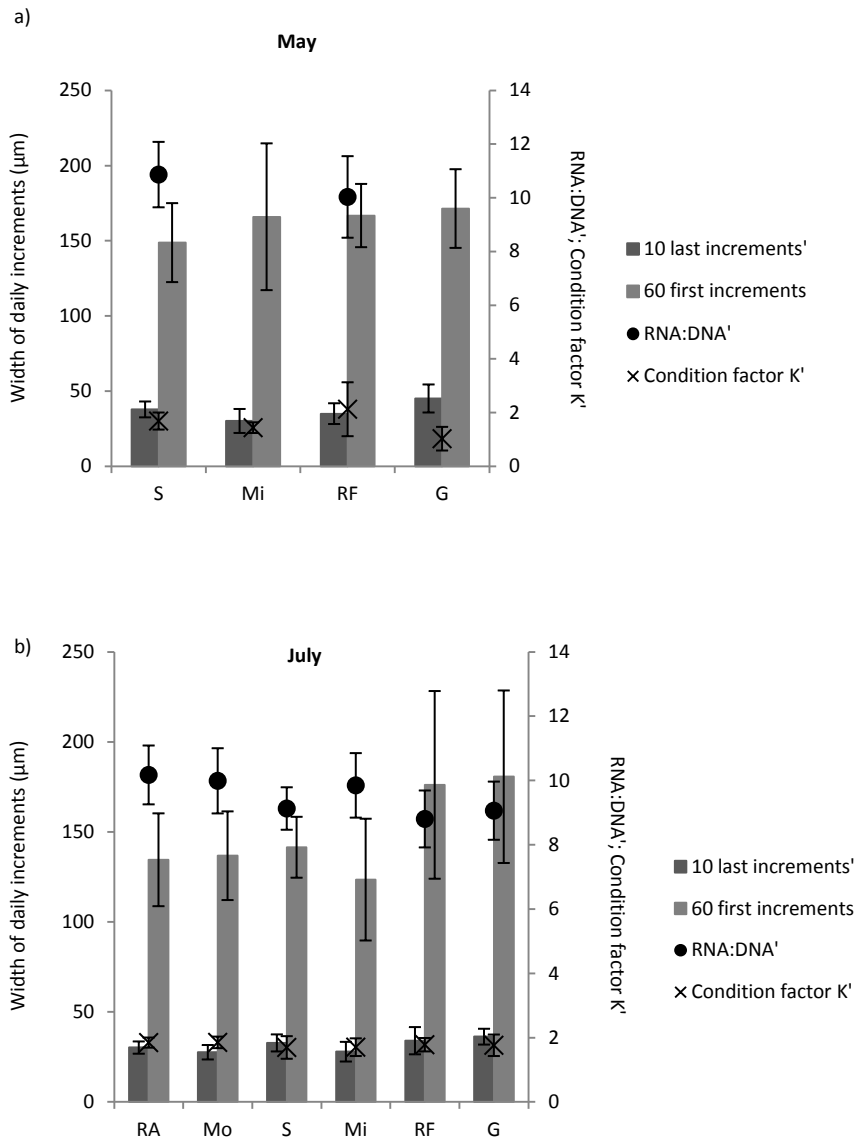 a)
May
Width of daily increments (µm)
250
200
150
100
50
0
14
12
10
8
6
4
2
0
RNA:DNA'; Condition factor K'
S Mi RF G
10 last increments'
60 first increments
RNA:DNA'
Condition factor K'
b)
July
Width of daily increments (µm)
250
200
150
100
50
0
14
12
10
8
6
4
2
0
RNA:DNA'; Condition factor K'
RA Mo S Mi RF G
10 last increments'
60 first increments
RNA:DNA'
Condition factor K'